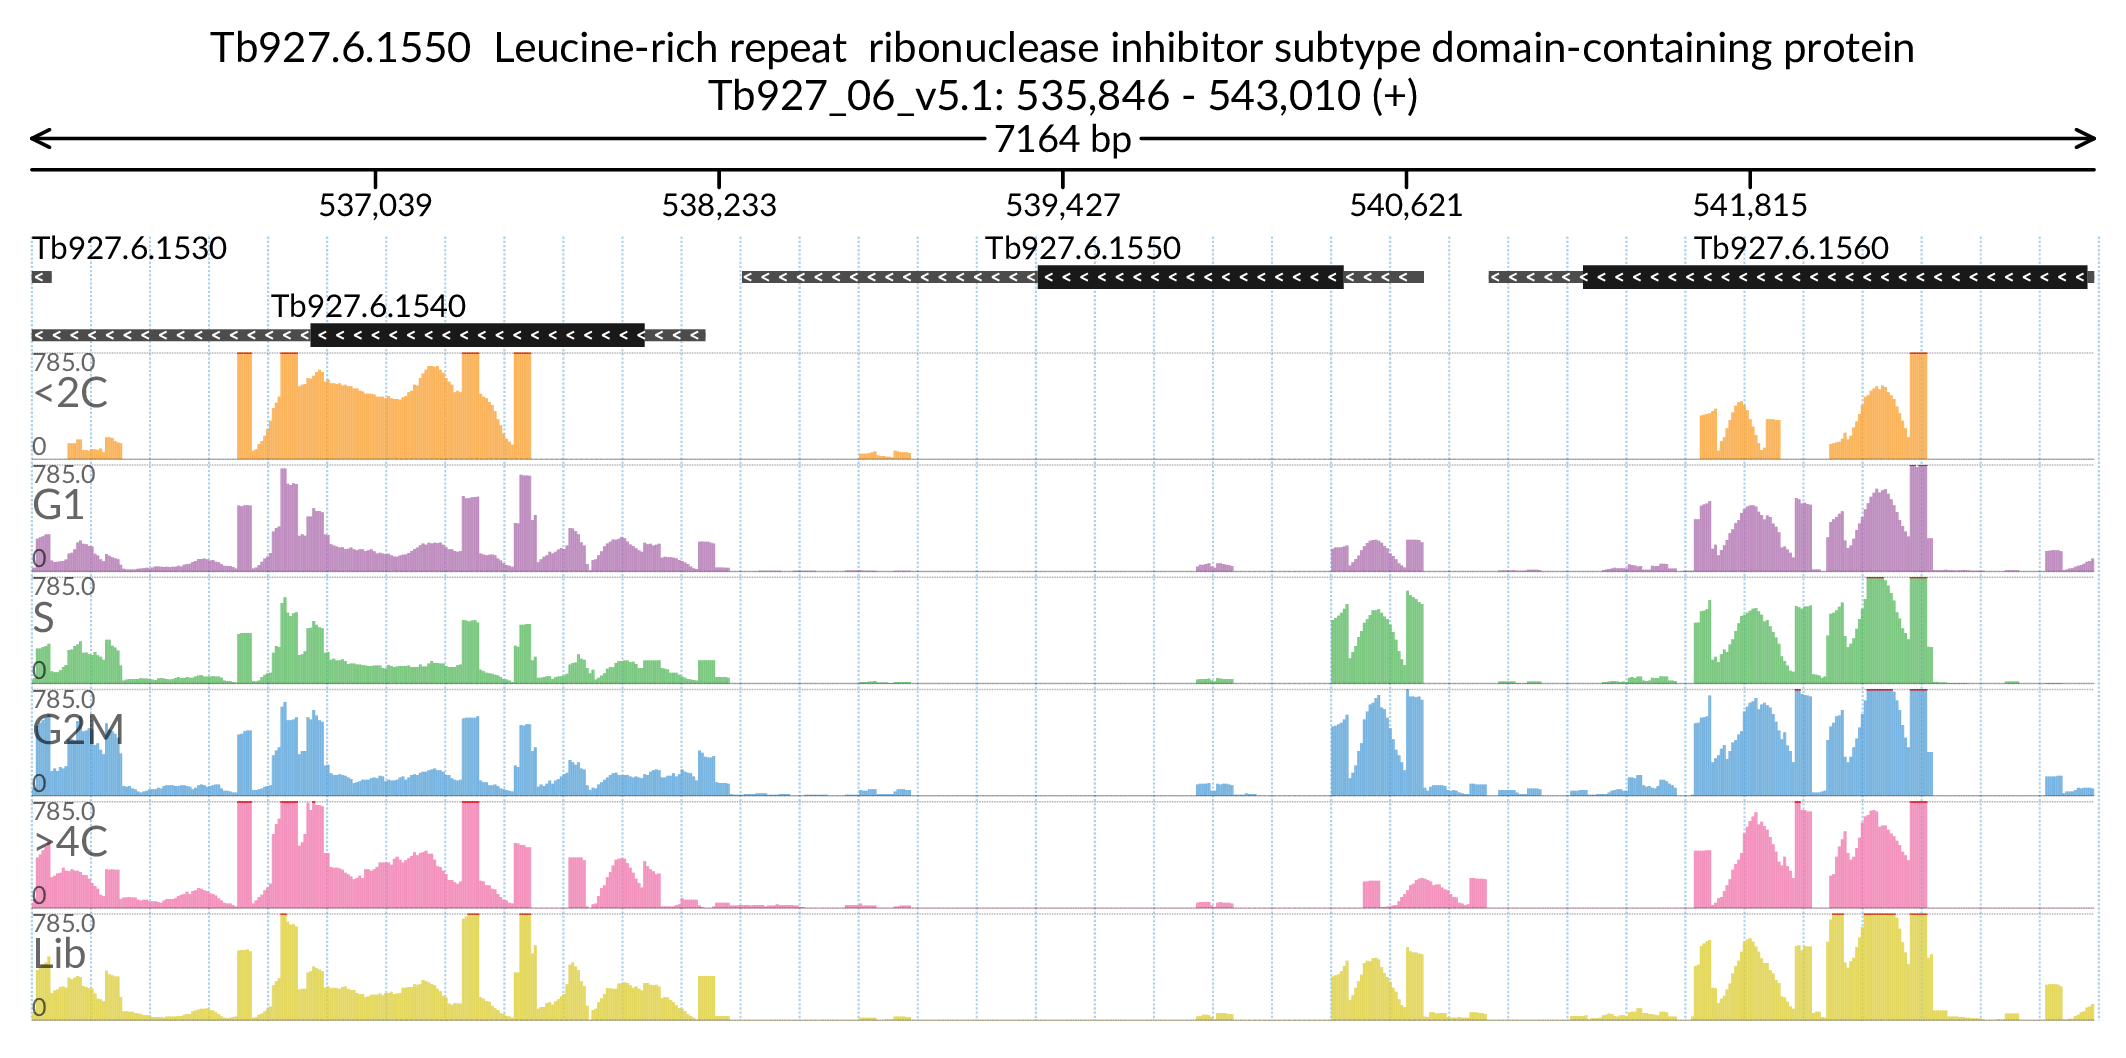 Tb927.6.1550  Leucine-rich repeat  ribonuclease inhibitor subtype domain-containing protein
Tb927_06_v5.1: 535,846 - 543,010 (+)
7164 bp
537,039 538,233 539,427 540,621 541,815
Tb927.6.1530 Tb927.6.1550 Tb927.6.1560
Tb927.6.1540
785.0
<2C
0
785.0
G1
0
785.0
S
0
785.0
G2M
0
785.0
>4C
0
785.0
Lib
0